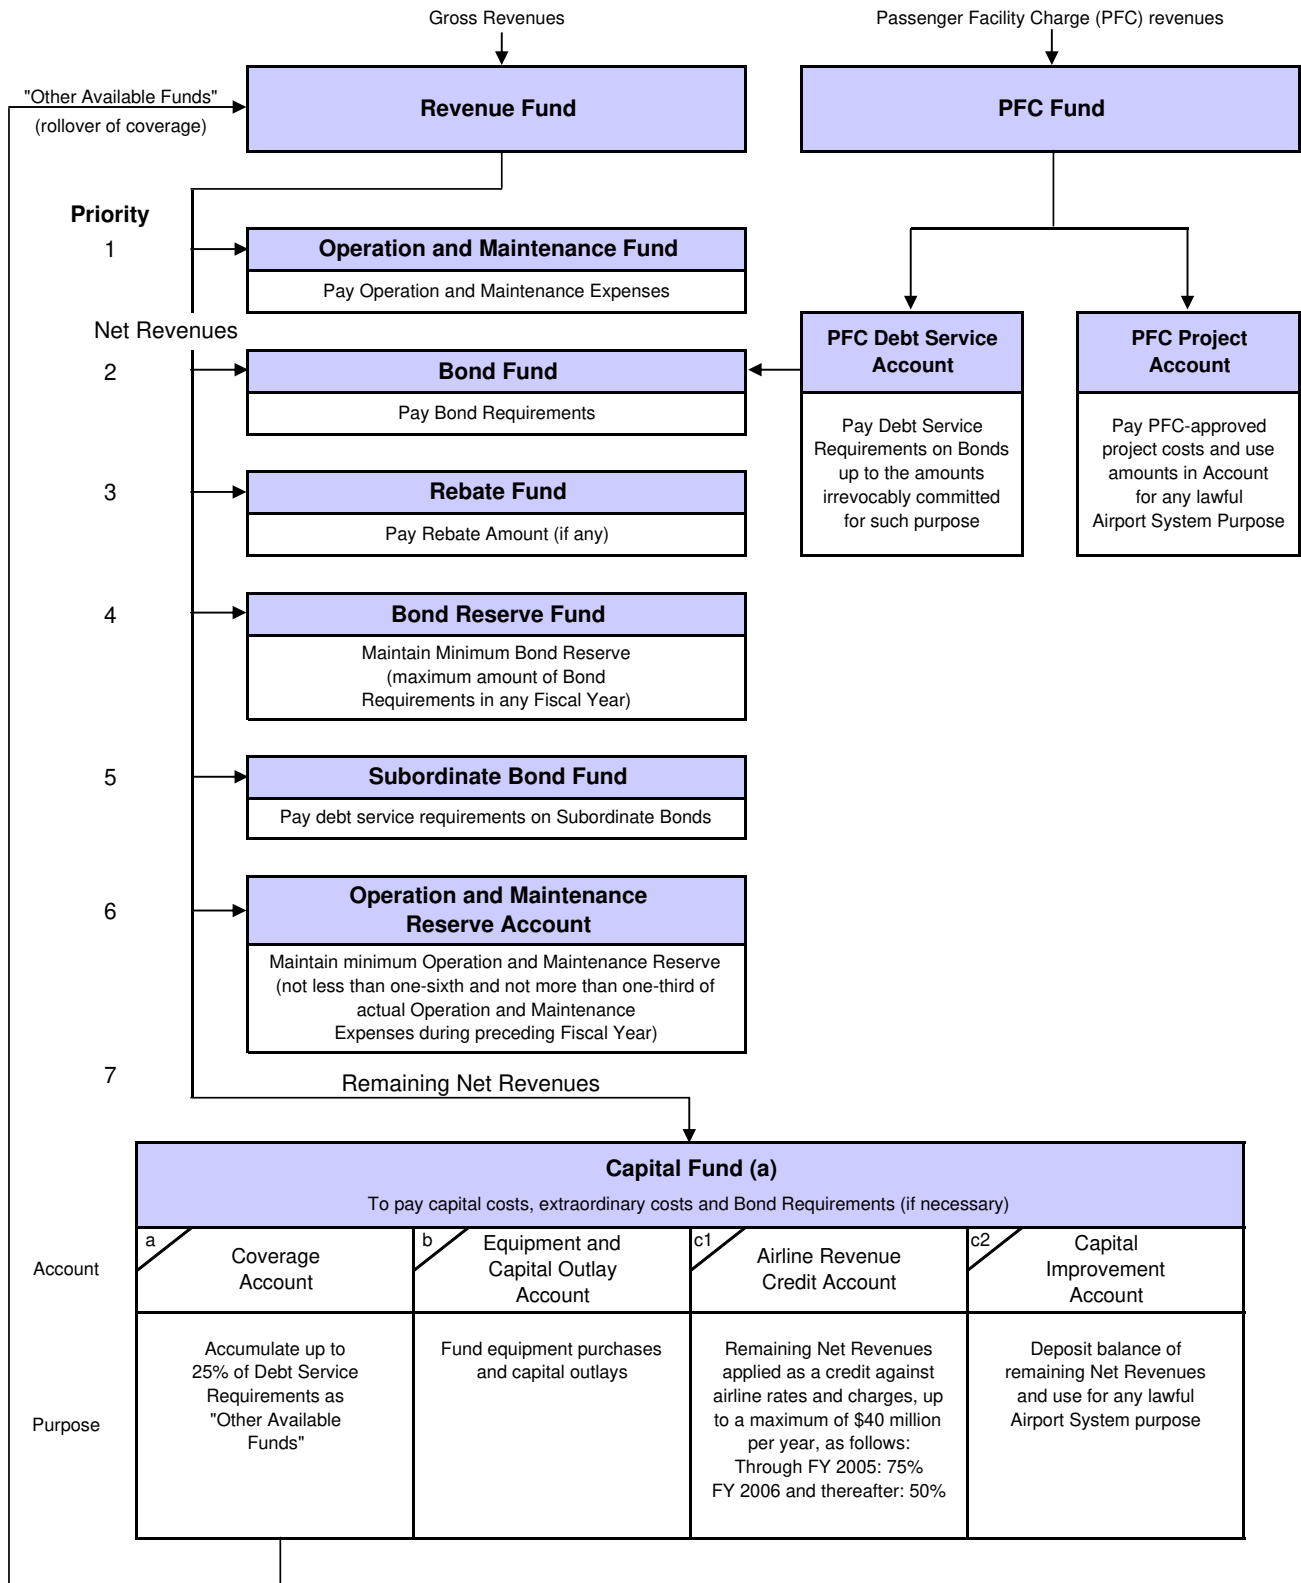 Gross Revenues
Passenger Facility Charge (PFC) revenues
"Other Available Funds"
(rollover of coverage)
Revenue Fund
PFC Fund
Priority
1
Operation and Maintenance Fund
Pay Operation and Maintenance Expenses
Net Revenues
2
Bond Fund
Pay Bond Requirements
PFC Debt Service
Account
Pay Debt Service
Requirements on Bonds
up to the amounts
irrevocably committed
for such purpose
PFC Project
Account
Pay PFC-approved
project costs and use
amounts in Account
for any lawful
Airport System Purpose
3
Rebate Fund
Pay Rebate Amount (if any)
4
Bond Reserve Fund
Maintain Minimum Bond Reserve
(maximum amount of Bond
Requirements in any Fiscal Year)
5
Subordinate Bond Fund
Pay debt service requirements on Subordinate Bonds
6
Operation and Maintenance
Reserve Account
Maintain minimum Operation and Maintenance Reserve
(not less than one-sixth and not more than one-third of
actual Operation and Maintenance
Expenses during preceding Fiscal Year)
7
Remaining Net Revenues
Capital Fund (a)
To pay capital costs, extraordinary costs and Bond Requirements (if necessary)
Account
a
Coverage
Account
b
Equipment and
Capital Outlay
Account
c1
Airline Revenue
Credit Account
c2
Capital
Improvement
Account
Purpose
Accumulate up to
25% of Debt Service
Requirements as
"Other Available
Funds"
Fund equipment purchases
and capital outlays
Remaining Net Revenues
applied as a credit against
airline rates and charges, up
to a maximum of $40 million
per year, as follows:
Through FY 2005: 75%
FY 2006 and thereafter: 50%
Deposit balance of
remaining Net Revenues
and use for any lawful
Airport System purpose